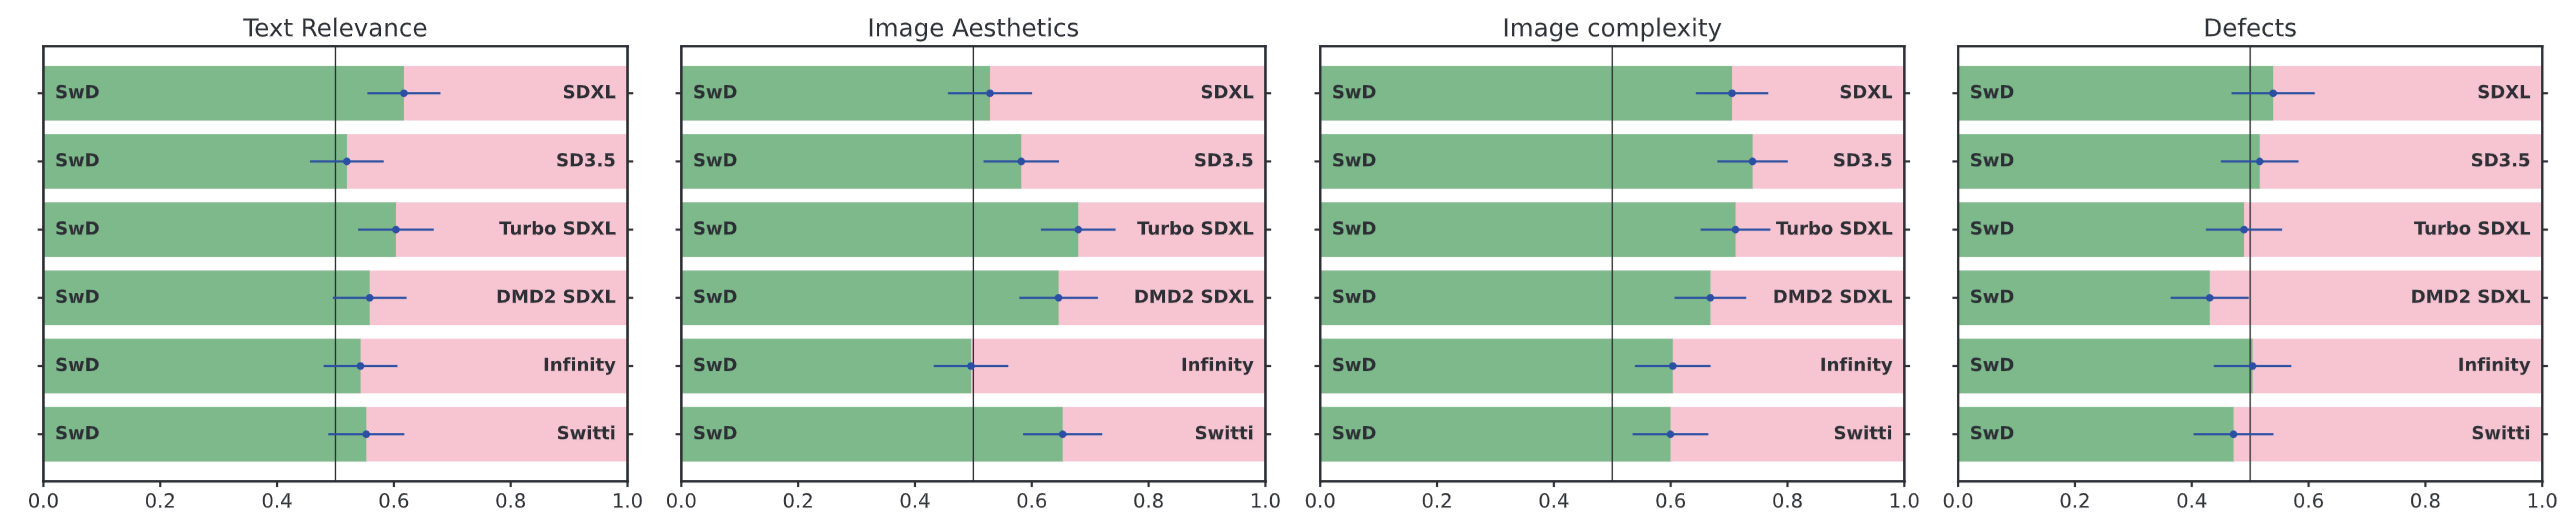 Text Relevance
SwD SDXL
SwD SD3.5
SwD Turbo SDXL
SwD DMD2 SDXL
SwD Infinity
SwD Switti
0.0 0.2 0.4 0.6 0.8 1.0
Image Aesthetics
SwD SDXL
SwD SD3.5
SwD Turbo SDXL
SwD DMD2 SDXL
SwD Infinity
SwD Switti
0.0 0.2 0.4 0.6 0.8 1.0
Image complexity
SwD SDXL
SwD SD3.5
SwD Turbo SDXL
SwD DMD2 SDXL
SwD Infinity
SwD Switti
0.0 0.2 0.4 0.6 0.8 1.0
Defects
SwD SDXL
SwD SD3.5
SwD Turbo SDXL
SwD DMD2 SDXL
SwD Infinity
SwD Switti
0.0 0.2 0.4 0.6 0.8 1.0